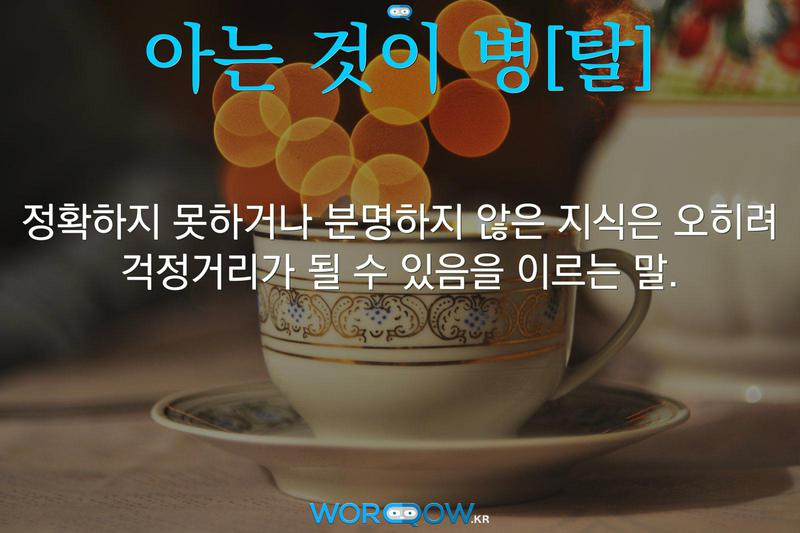 아는 것이 병[탈]
정확하지 못하거나 분명하지 않은 지식은 오히려
걱정거리가 될 수 있음을 이르는 말.
WORDROW.KR